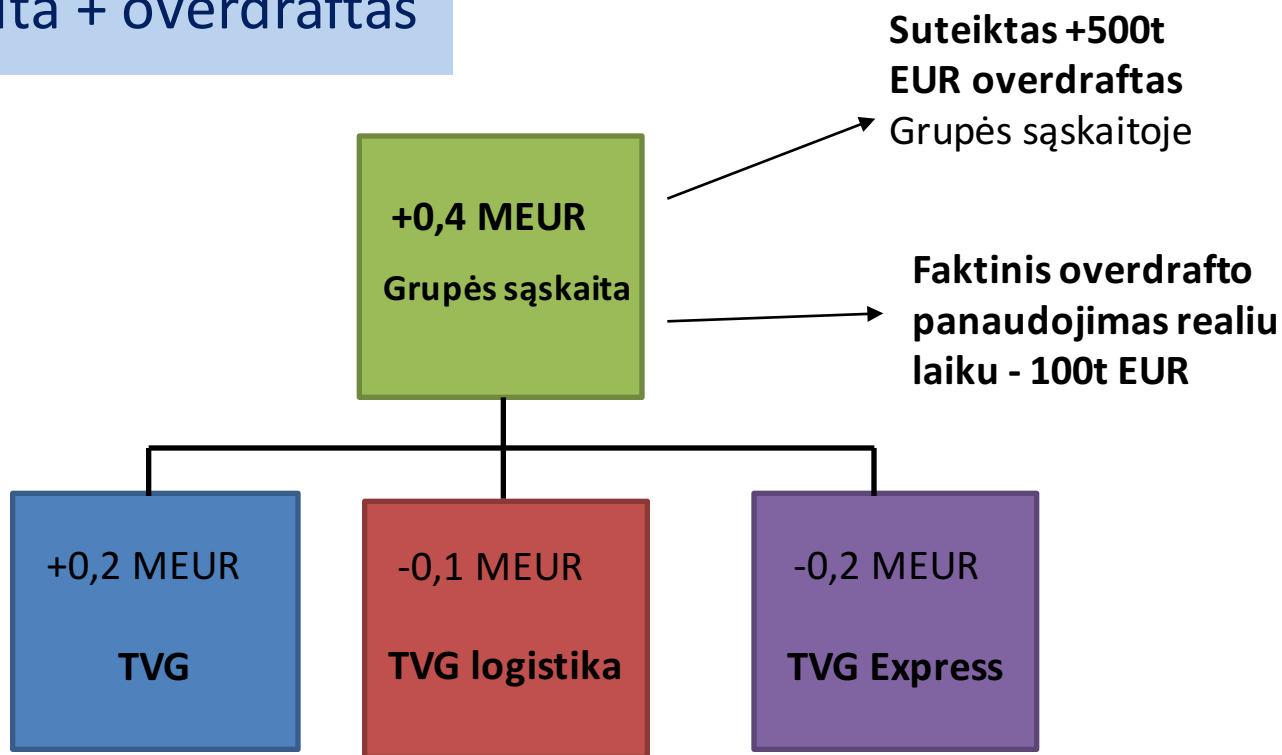 + overdraftas
Suteiktas +500t
EUR overdraftas
Grupės sąskaitoje
+0,4 MEUR
Grupės sąskaita
Faktinis overdrafto
panaudojimas realiu
laiku - 100t EUR
+0,2 MEUR
TVG
-0,1 MEUR
TVG logistika
-0,2 MEUR
TVG Express